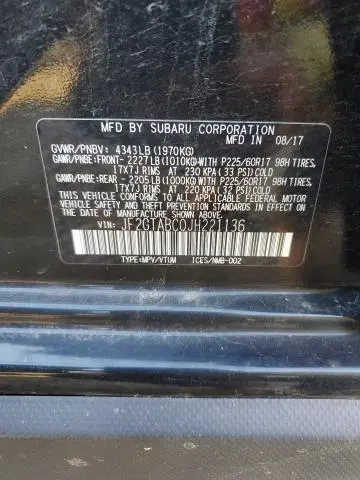 MFD BY SUBARU CORPORATION
MFD IN 08/17
GVWR/PNBV: 4343LB(1970KG)
GAWR/PNBE:FRONT- 2227LB(1010KG)WITH P225/60R17 98H TIRES,
17X7J RIMS AT 230 KPA(33 PSI)COLD
GAWR/PNBE:REAR - 2205LB(1000KG)WITH P225/60R17 98H TIRES,
17X7J RIMS AT 220 KPA(32 PSI)COLD
THIS VEHICLE CONFORMS TO ALL APPLICABLE FEDERAL MOTOR
VEHICLE SAFETY AND BUMPER STANDARDS IN EFFECT ON THE
DATE OF MANUFACTURE SHOWN ABOVE.
VIN: JF2GTABC0JH221136
TYPE:MPV/VTUM ICES/NMB-002